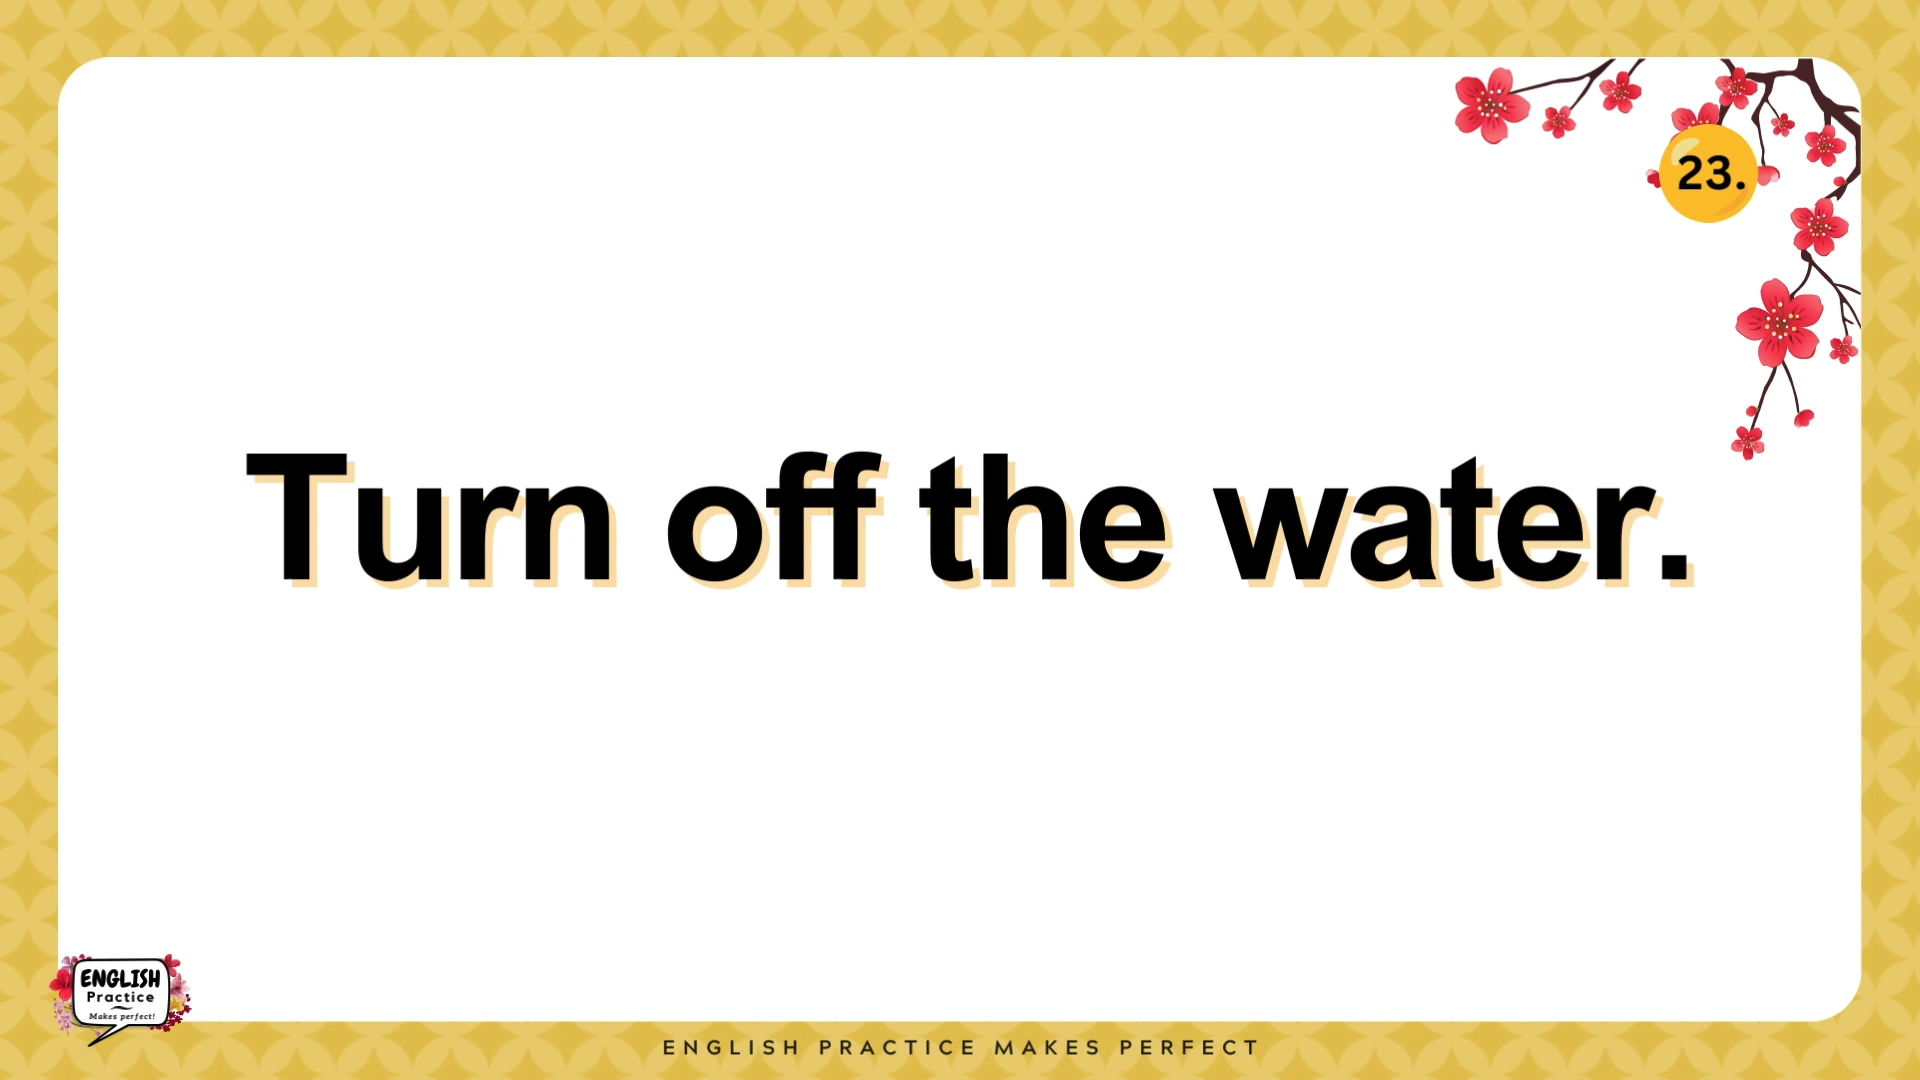 23.
Turn off the water.
ENGLISH
Practice
Makes perfect!
ENGLISH PRACTICE MAKES PERFECT